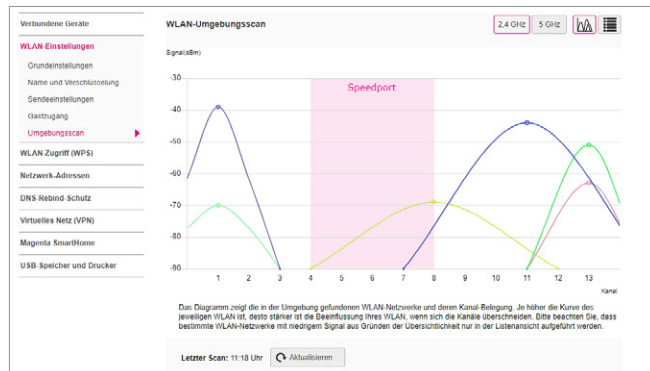 Verbundene Geräte
WLAN Einstellungen
Grundeinstellungen
Name und Verschlüsselung
Sendeeinstellungen
Gastzugang
Umgebungsscan
WLAN-Zugriff (WPS)
Netzwerk-Adressen
DNS-Rebind-Schutz
Virtuelles Netz (VPN)
Magenta SmartHome
USB-Speicher und Drucker
WLAN-Umgebungsscan
2,4 GHz 5 GHz
Signal(dBm)
-30
-40
-50
-60
-70
-80
-90
Speedport
1 2 3 4 5 6 7 8 9 10 11 12 13
Kanal
Das Diagramm zeigt die in der Umgebung gefundenen WLAN-Netzwerke und deren Kanal-Belegung. Je höher die Kurve des
jeweiligen WLAN ist, desto stärker ist die Beeinflussung Ihres WLAN, wenn sich die Kanäle überschneiden. Bitte beachten Sie, dass
bestimmte WLAN-Netzwerke mit niedrigem Signal aus Gründen der Übersichtlichkeit nur in der Listenansicht aufgeführt werden.
Letzter Scan: 11:18 Uhr Aktualisieren